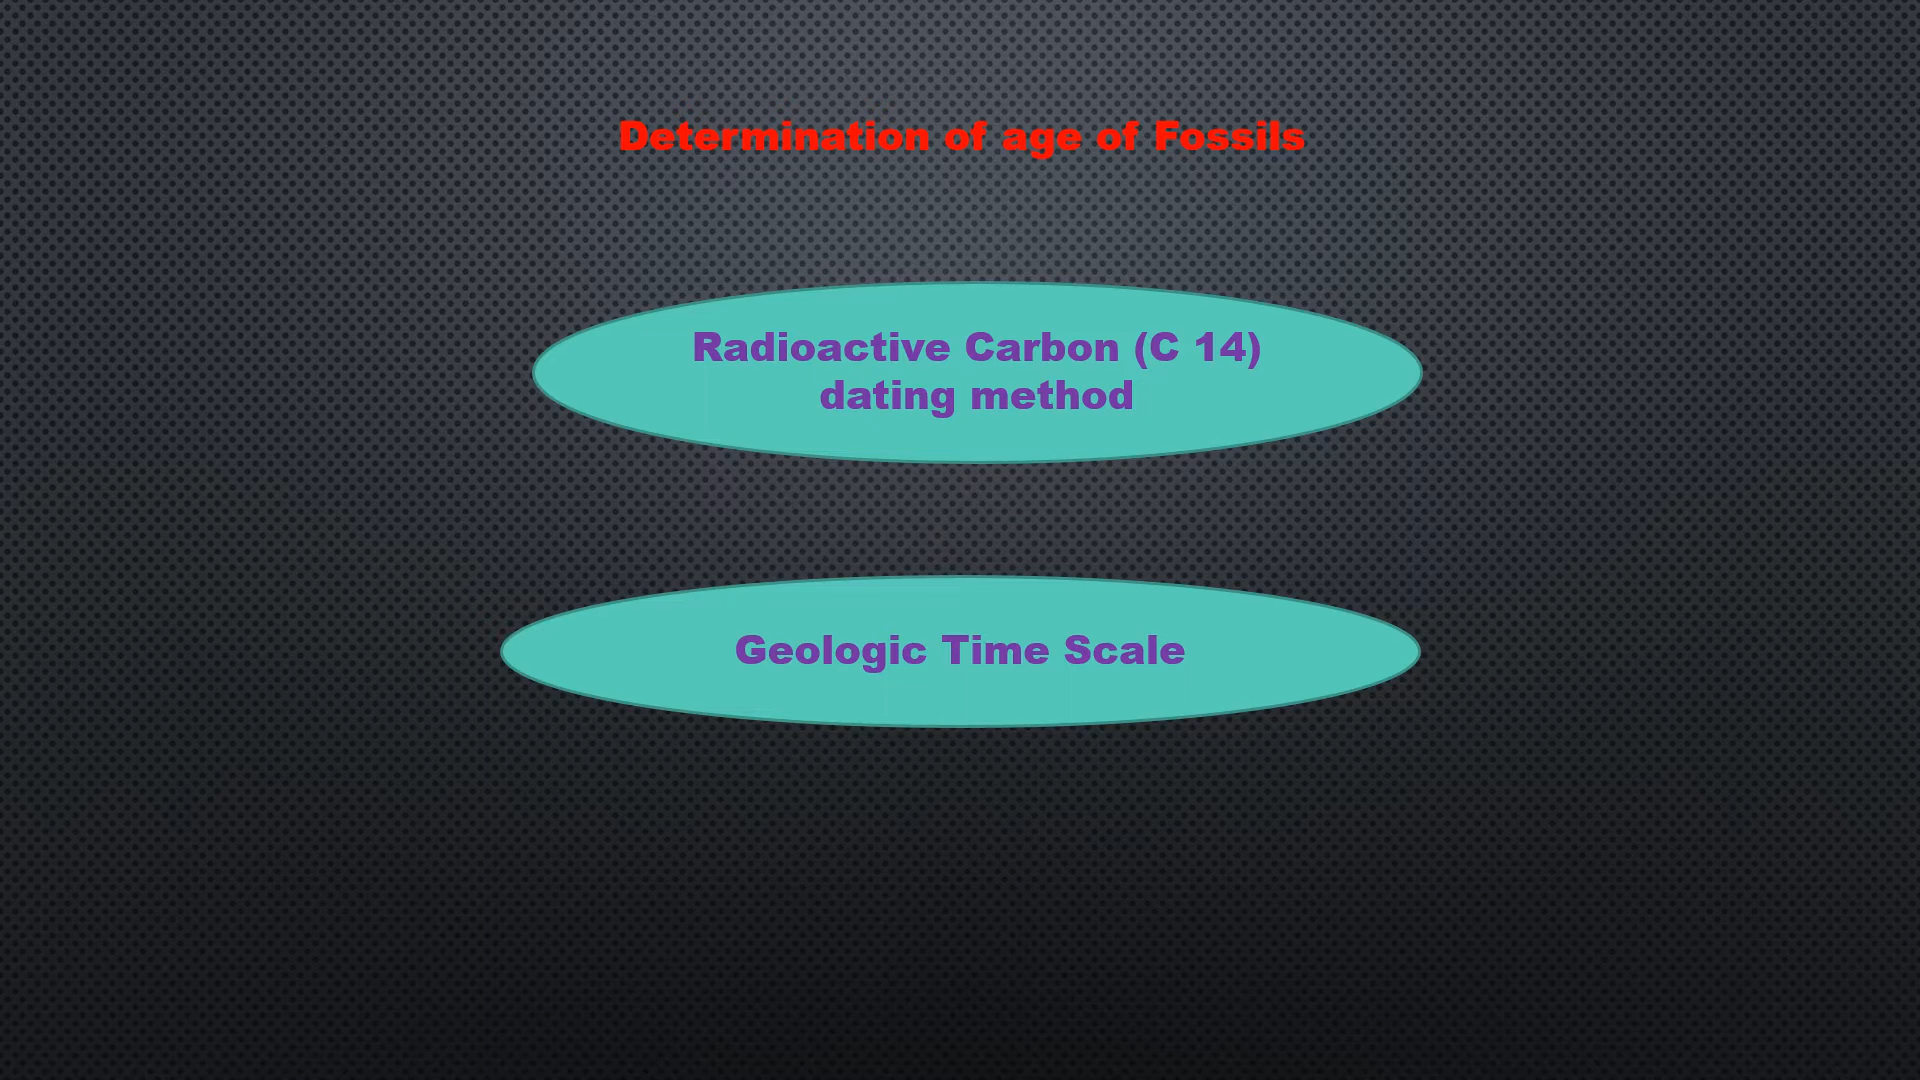 Determination of age of Fossils
Radioactive Carbon (C 14)
dating method
Geologic Time Scale